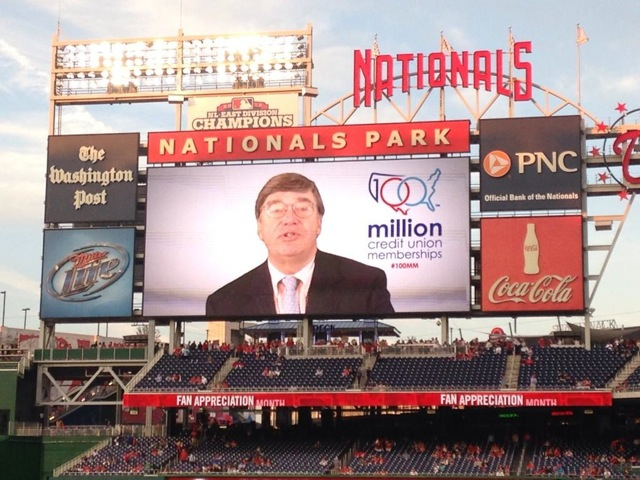 NATIONALS
NL EAST DIVISION
CHAMPIONS
NATIONALS PARK
The
Washington
Post
PNC
Official Bank of the Nationals
100
million
credit union
memberships
#100MM
Lite
Coca-Cola
FAN APPRECIATION MONTH
FAN APPRECIATION MONTH